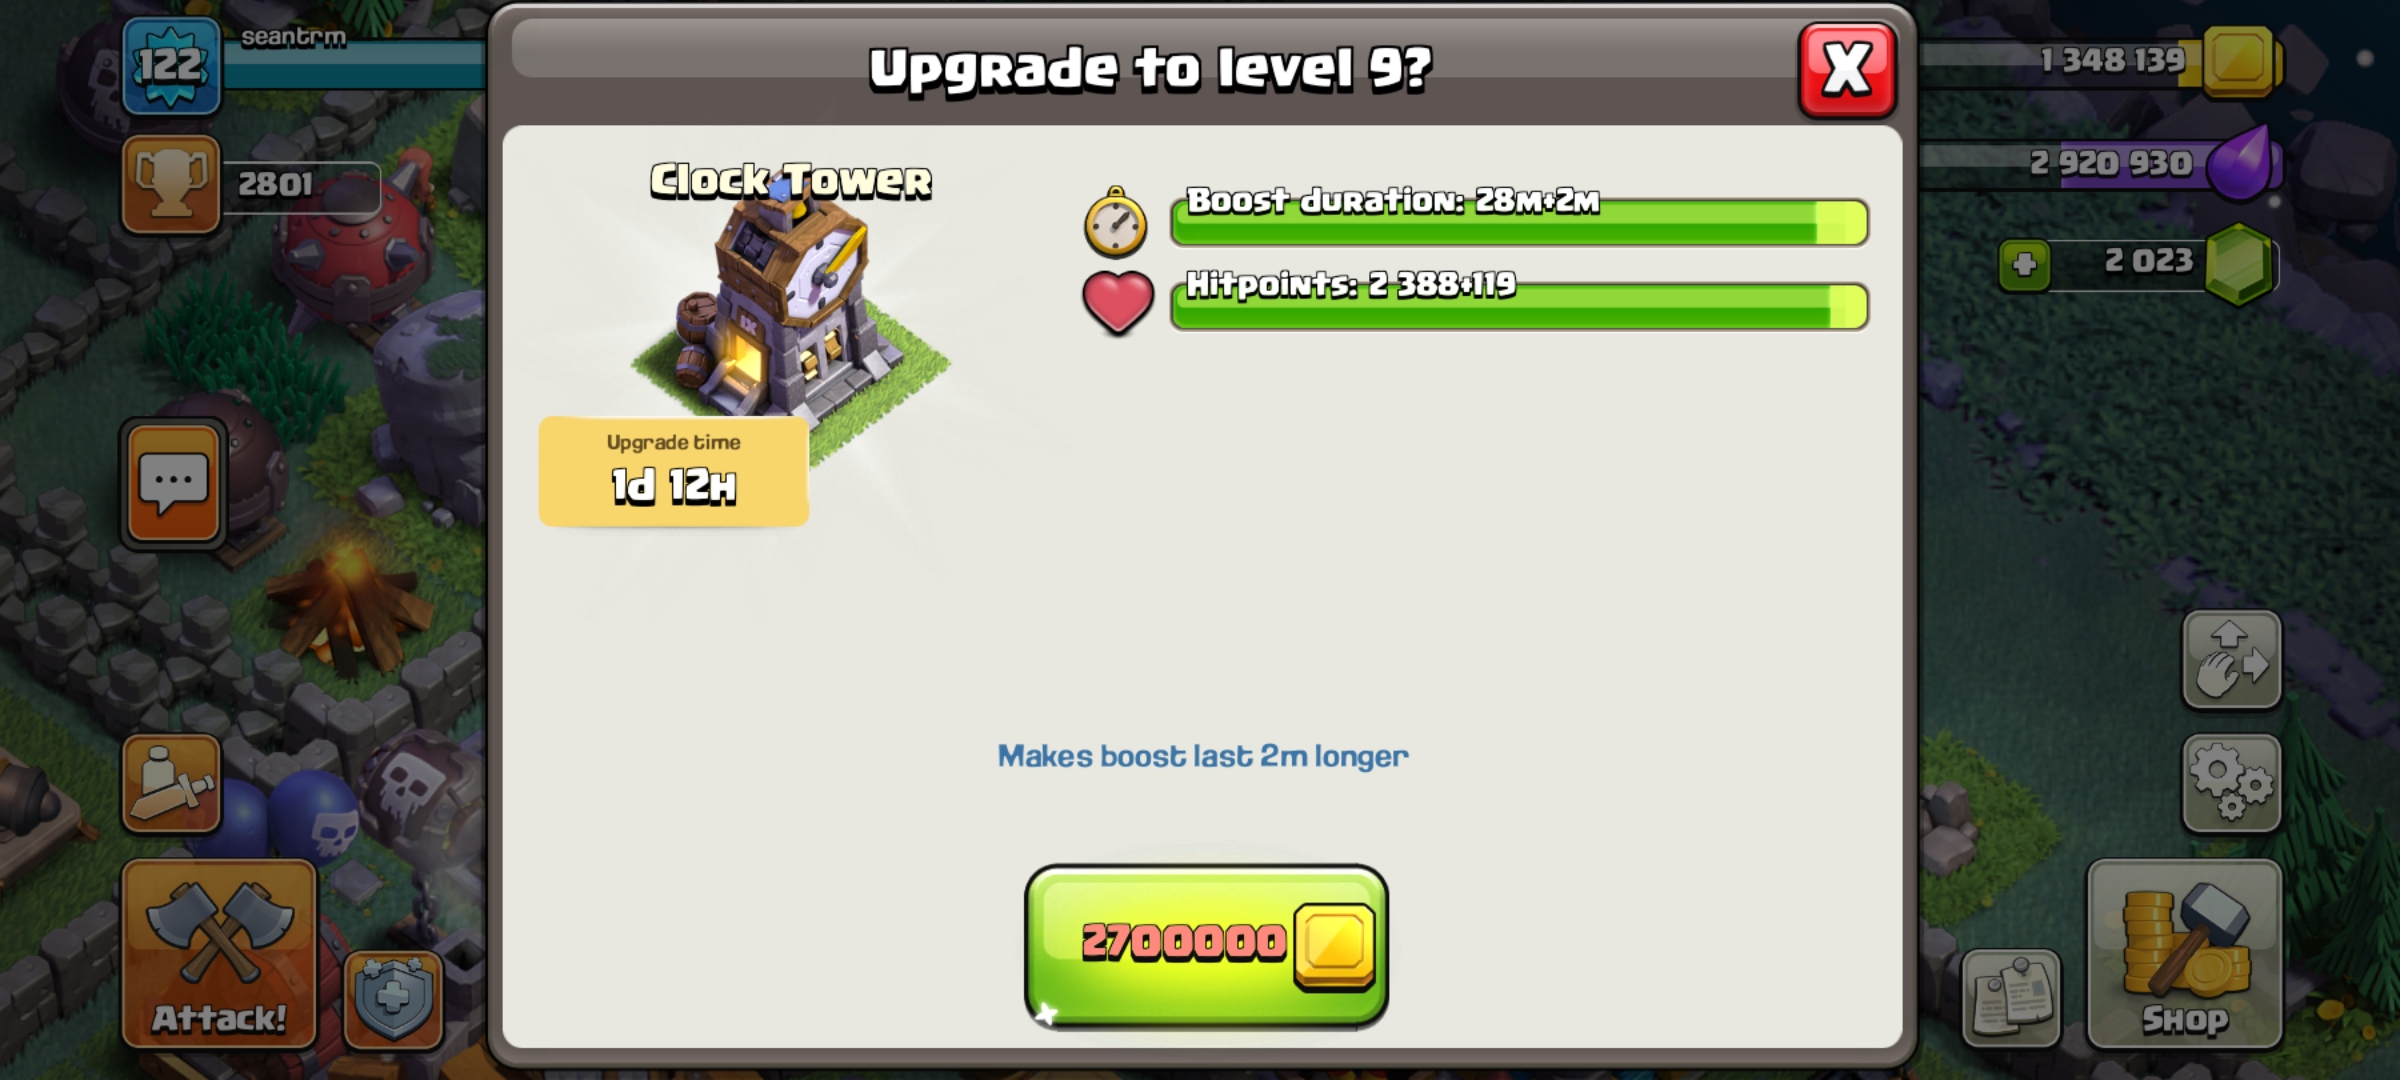 122
seantrm
2801
Upgrade to level 9?
X
1 348 139
2 920 930
2 023
Clock Tower
Boost duration: 28m+2m
Hitpoints: 2 388+119
IX
Upgrade time
1d 12h
Makes boost last 2m longer
2700000
Attack!
Shop